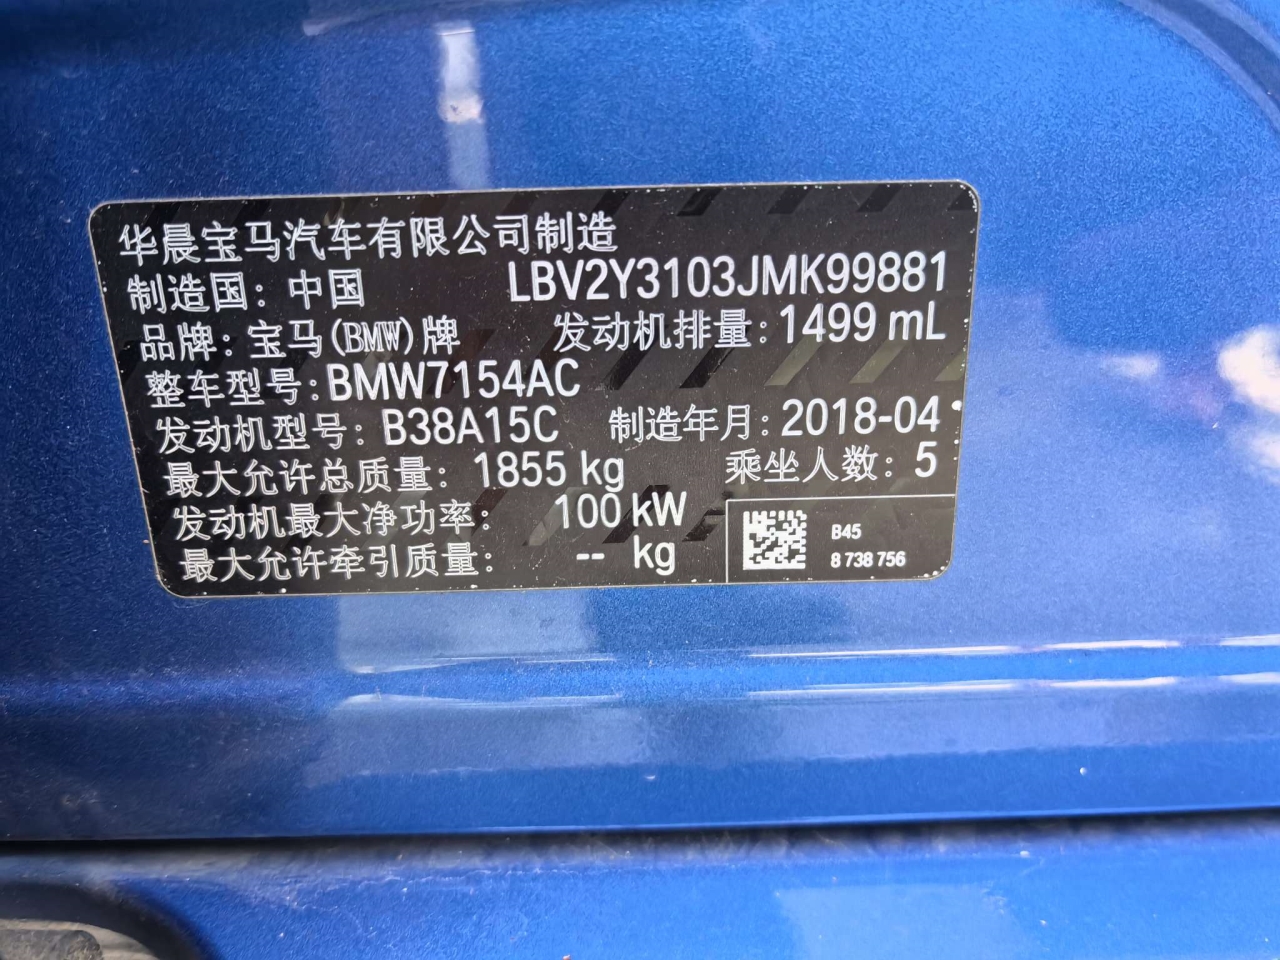 华晨宝马汽车有限公司制造
制造国：中国 LBV2Y3103JMK99881
品牌：宝马(BMW)牌 发动机排量：1499 mL
整车型号：BMW7154AC
发动机型号：B38A15C 制造年月：2018-04
最大允许总质量：1855 kg 乘坐人数：5
发动机最大净功率：100 kW
最大允许牵引质量：-- kg
B45
8 738 756